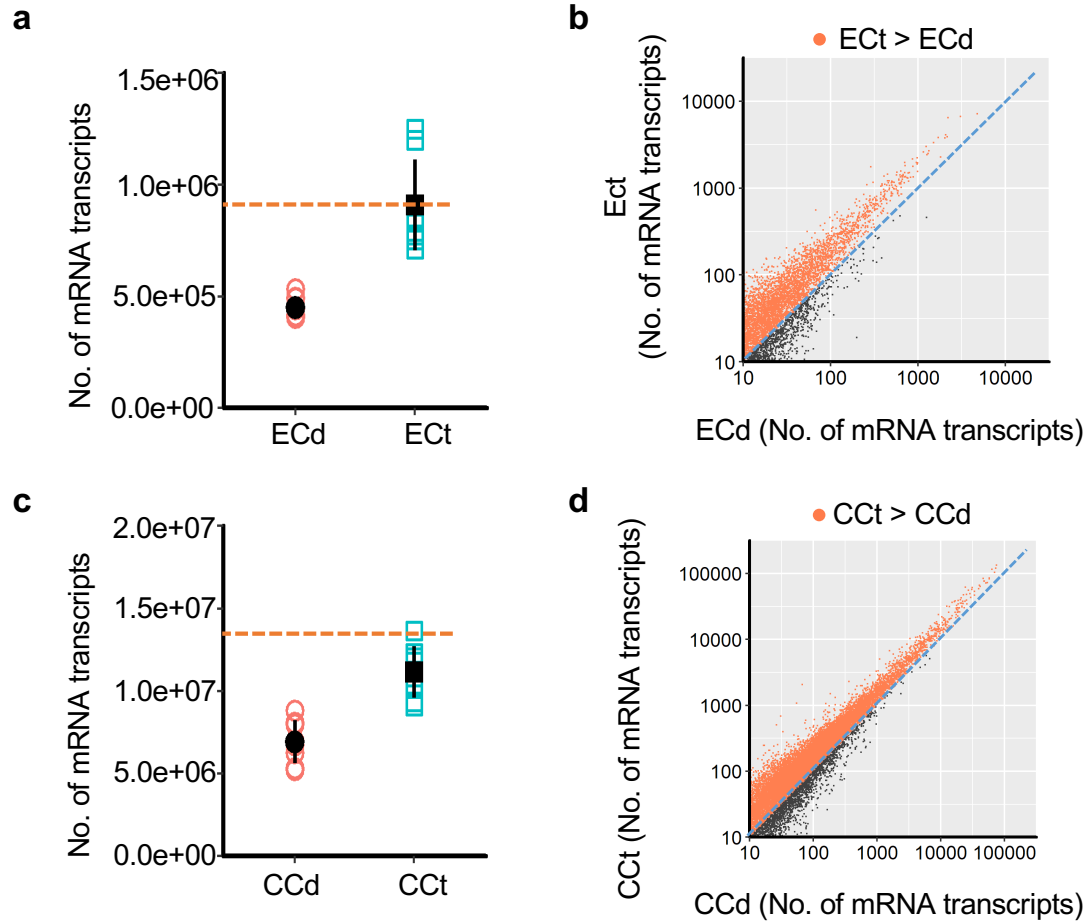 a
No. of mRNA transcripts
1.5e+06
1.0e+06
5.0e+05
0.0e+00
ECd
ECt
b
ECt > ECd
Ect
(No. of mRNA transcripts)
10000
1000
100
10
10
100
1000
10000
ECd (No. of mRNA transcripts)
c
No. of mRNA transcripts
2.0e+07
1.5e+07
1.0e+07
5.0e+06
0.0e+00
CCd
CCt
d
CCt > CCd
CCt (No. of mRNA transcripts)
100000
10000
1000
100
10
10
100
1000
10000
100000
CCd (No. of mRNA transcripts)